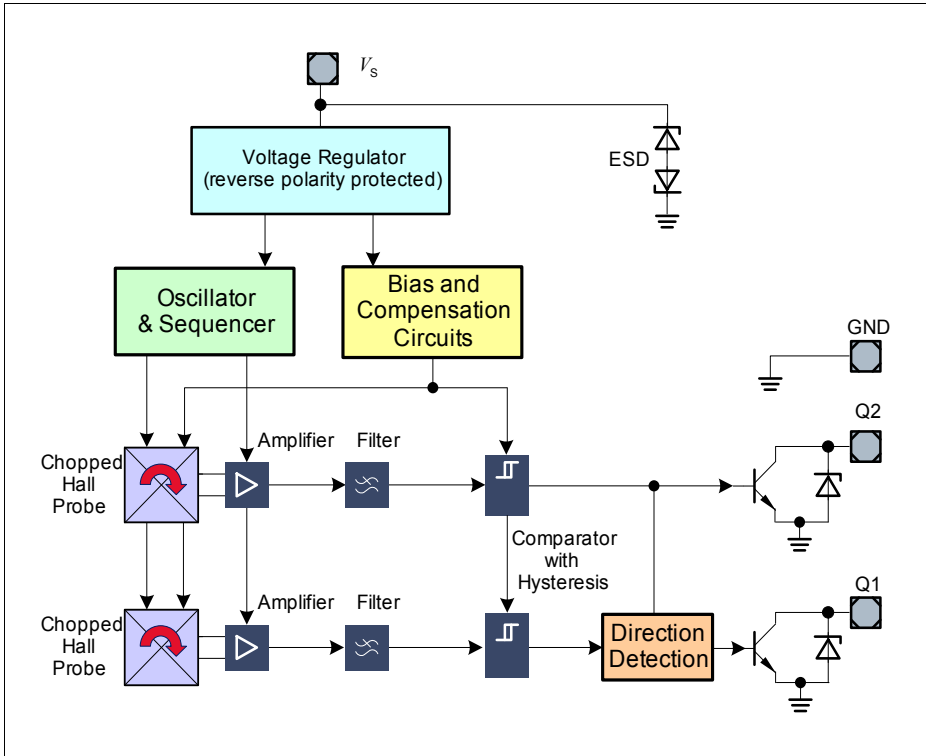 VS
Voltage Regulator
(reverse polarity protected)
ESD
Oscillator
& Sequencer
Bias and
Compensation
Circuits
GND
Q2
Amplifier
Filter
Chopped
Hall
Probe
Comparator
with
Hysteresis
Q1
Amplifier
Filter
Chopped
Hall
Probe
Direction
Detection